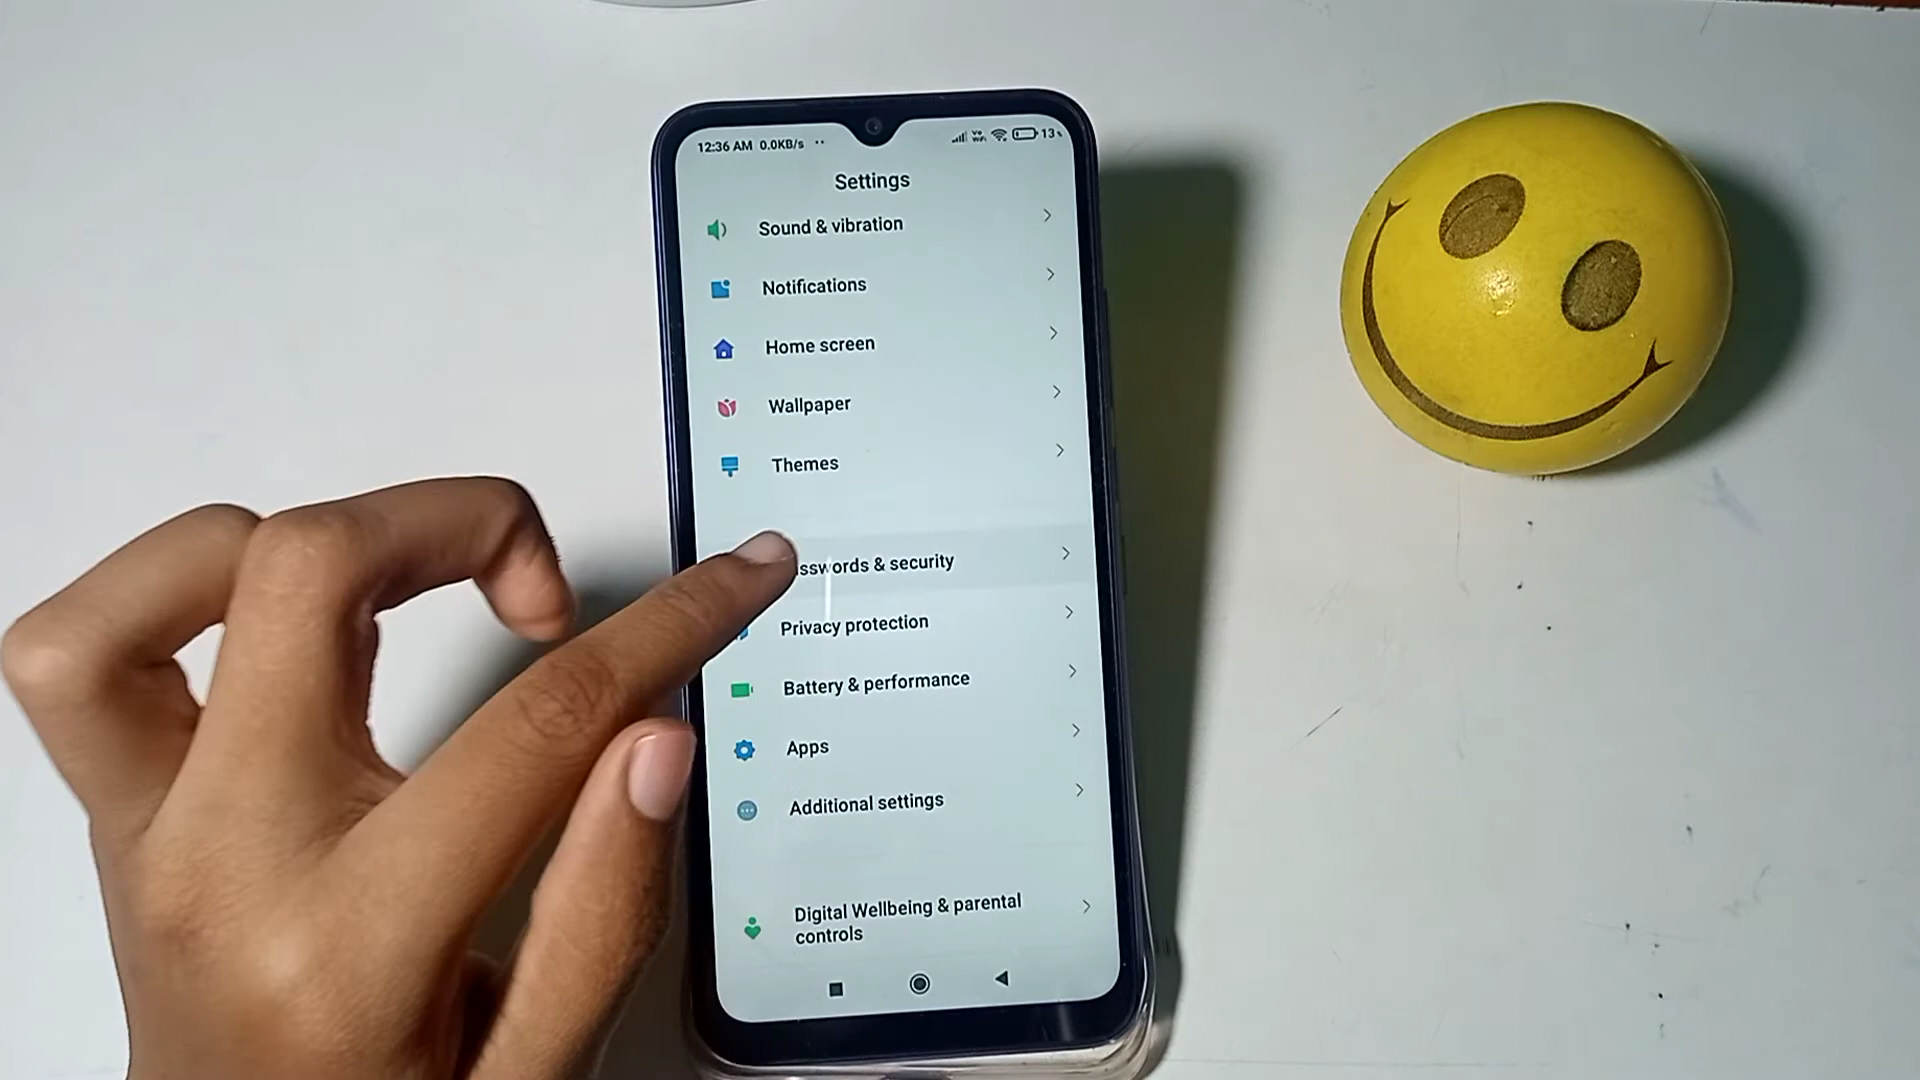 12:36 AM 0.0KB/s ··
13
Settings
Sound & vibration
Notifications
Home screen
Wallpaper
Themes
sswords & security
Privacy protection
Battery & performance
Apps
Additional settings
Digital Wellbeing & parental
controls